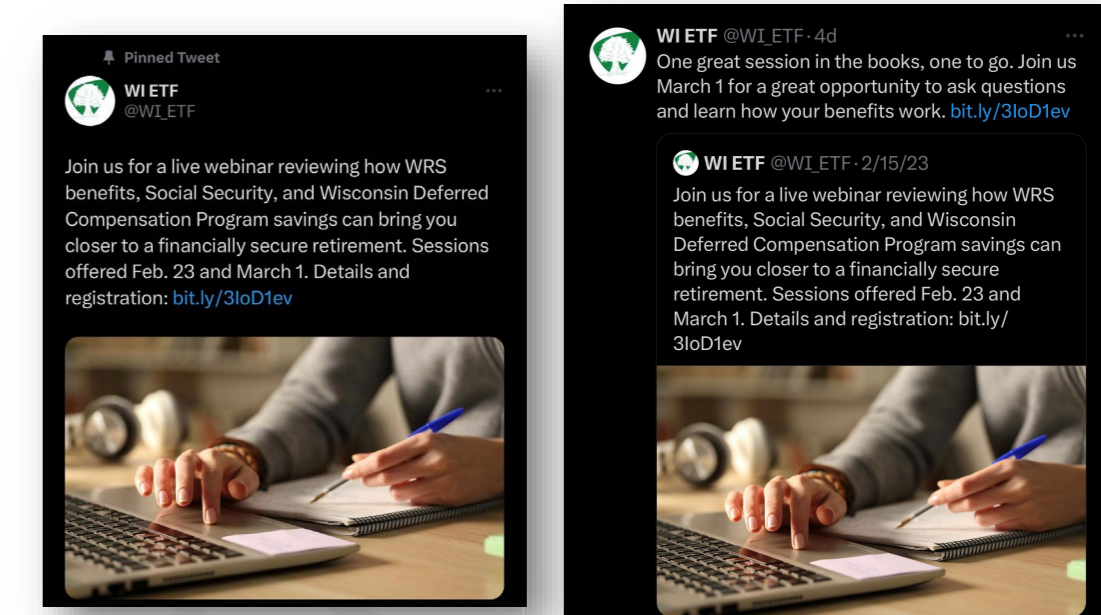 Pinned Tweet
WI ETF
@WI_ETF
Join us for a live webinar reviewing how WRS
benefits, Social Security, and Wisconsin Deferred
Compensation Program savings can bring you
closer to a financially secure retirement. Sessions
offered Feb. 23 and March 1. Details and
registration: bit.ly/3IoD1ev
WI ETF @WI_ETF · 4d
One great session in the books, one to go. Join us
March 1 for a great opportunity to ask questions
and learn how your benefits work. bit.ly/3IoD1ev
WI ETF @WI_ETF · 2/15/23
Join us for a live webinar reviewing how WRS
benefits, Social Security, and Wisconsin
Deferred Compensation Program savings can
bring you closer to a financially secure
retirement. Sessions offered Feb. 23 and
March 1. Details and registration: bit.ly/
3IoD1ev